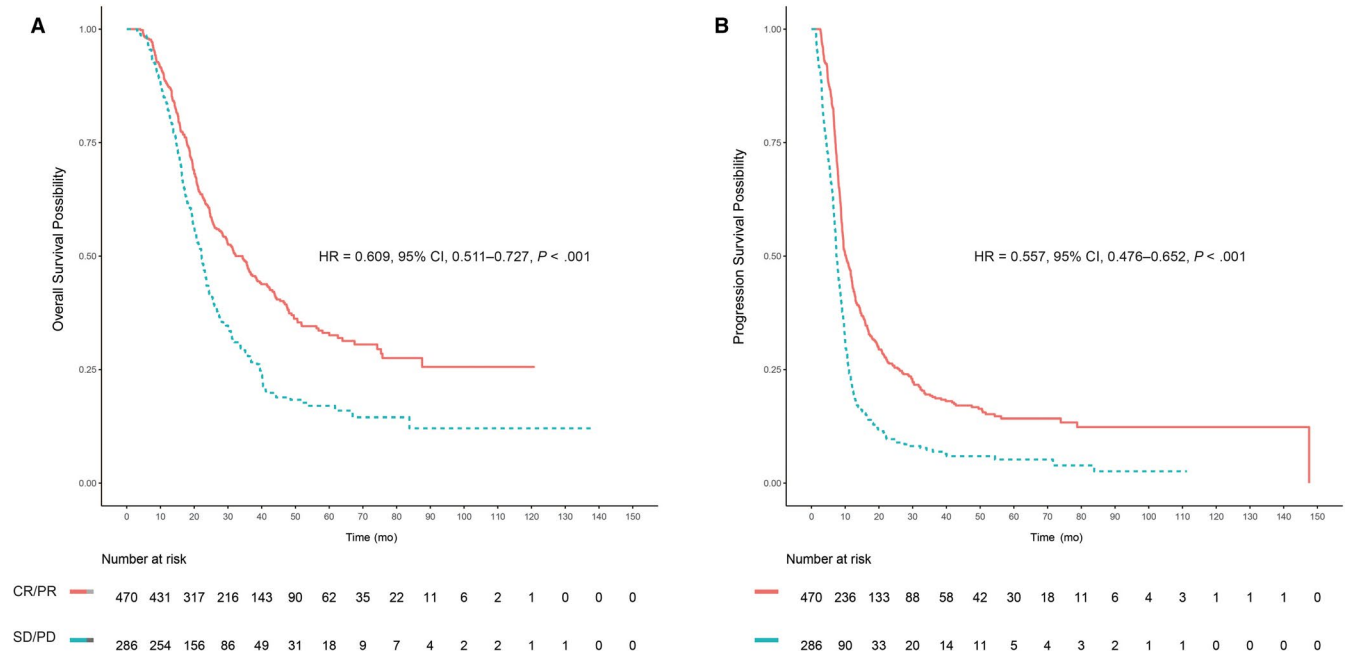 A
1.00
0.75
0.50
0.25
0.00
Overall Survival Possibility
HR = 0.609, 95% CI, 0.511–0.727, P < .001
0 10 20 30 40 50 60 70 80 90 100 110 120 130 140 150
Time (mo)
Number at risk
CR/PR 470 431 317 216 143 90 62 35 22 11 6 2 1 0 0 0
SD/PD 286 254 156 86 49 31 18 9 7 4 2 2 1 1 0 0
B
1.00
0.75
0.50
0.25
0.00
Progression Survival Possibility
HR = 0.557, 95% CI, 0.476–0.652, P < .001
0 10 20 30 40 50 60 70 80 90 100 110 120 130 140 150
Time (mo)
Number at risk
470 236 133 88 58 42 30 18 11 6 4 3 1 1 1 0
286 90 33 20 14 11 5 4 3 2 1 1 0 0 0 0